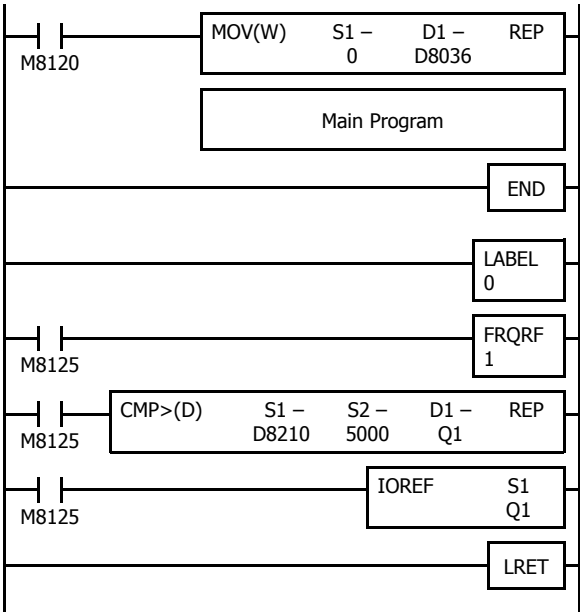 MOV(W) S1 – D1 – REP
0 D8036
M8120
Main Program
END
LABEL
0
FRQRF
1
M8125
CMP>(D) S1 – S2 – D1 – REP
D8210 5000 Q1
M8125
IOREF S1
Q1
M8125
LRET